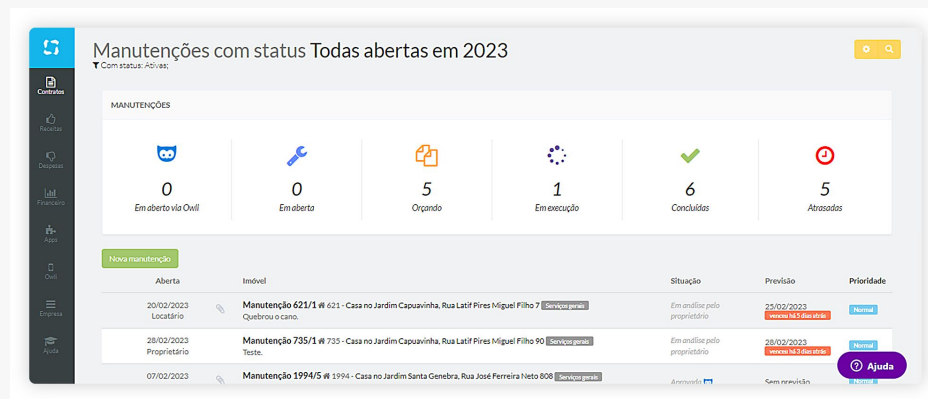 Manutenções com status Todas abertas em 2023
Com status: Ativas;
Contratos
Receitas
Despesas
Financeiro
Apps
Owli
Empresa
Ajuda
MANUTENÇÕES
0
Em aberto via Owli
0
Em aberta
5
Orçando
1
Em execução
6
Concluídas
5
Atrasadas
Nova manutenção
Aberta Imóvel Situação Previsão Prioridade
20/02/2023
Locatário
Manutenção 621/1 621 - Casa no Jardim Capuavinha, Rua Latif Pires Miguel Filho 7 Serviços gerais
Quebrou o cano.
Em análise pelo
proprietário
25/02/2023
venceu há 5 dias atrás
Normal
28/02/2023
Proprietário
Manutenção 735/1 735 - Casa no Jardim Capuavinha, Rua Latif Pires Miguel Filho 90 Serviços gerais
Teste.
Em análise pelo
proprietário
28/02/2023
venceu há 3 dias atrás
Normal
07/02/2023
Manutenção 1994/5 1994 - Casa no Jardim Santa Genebra, Rua José Ferreira Neto 808 Serviços gerais
Aprovada
Sem previsão
Ajuda